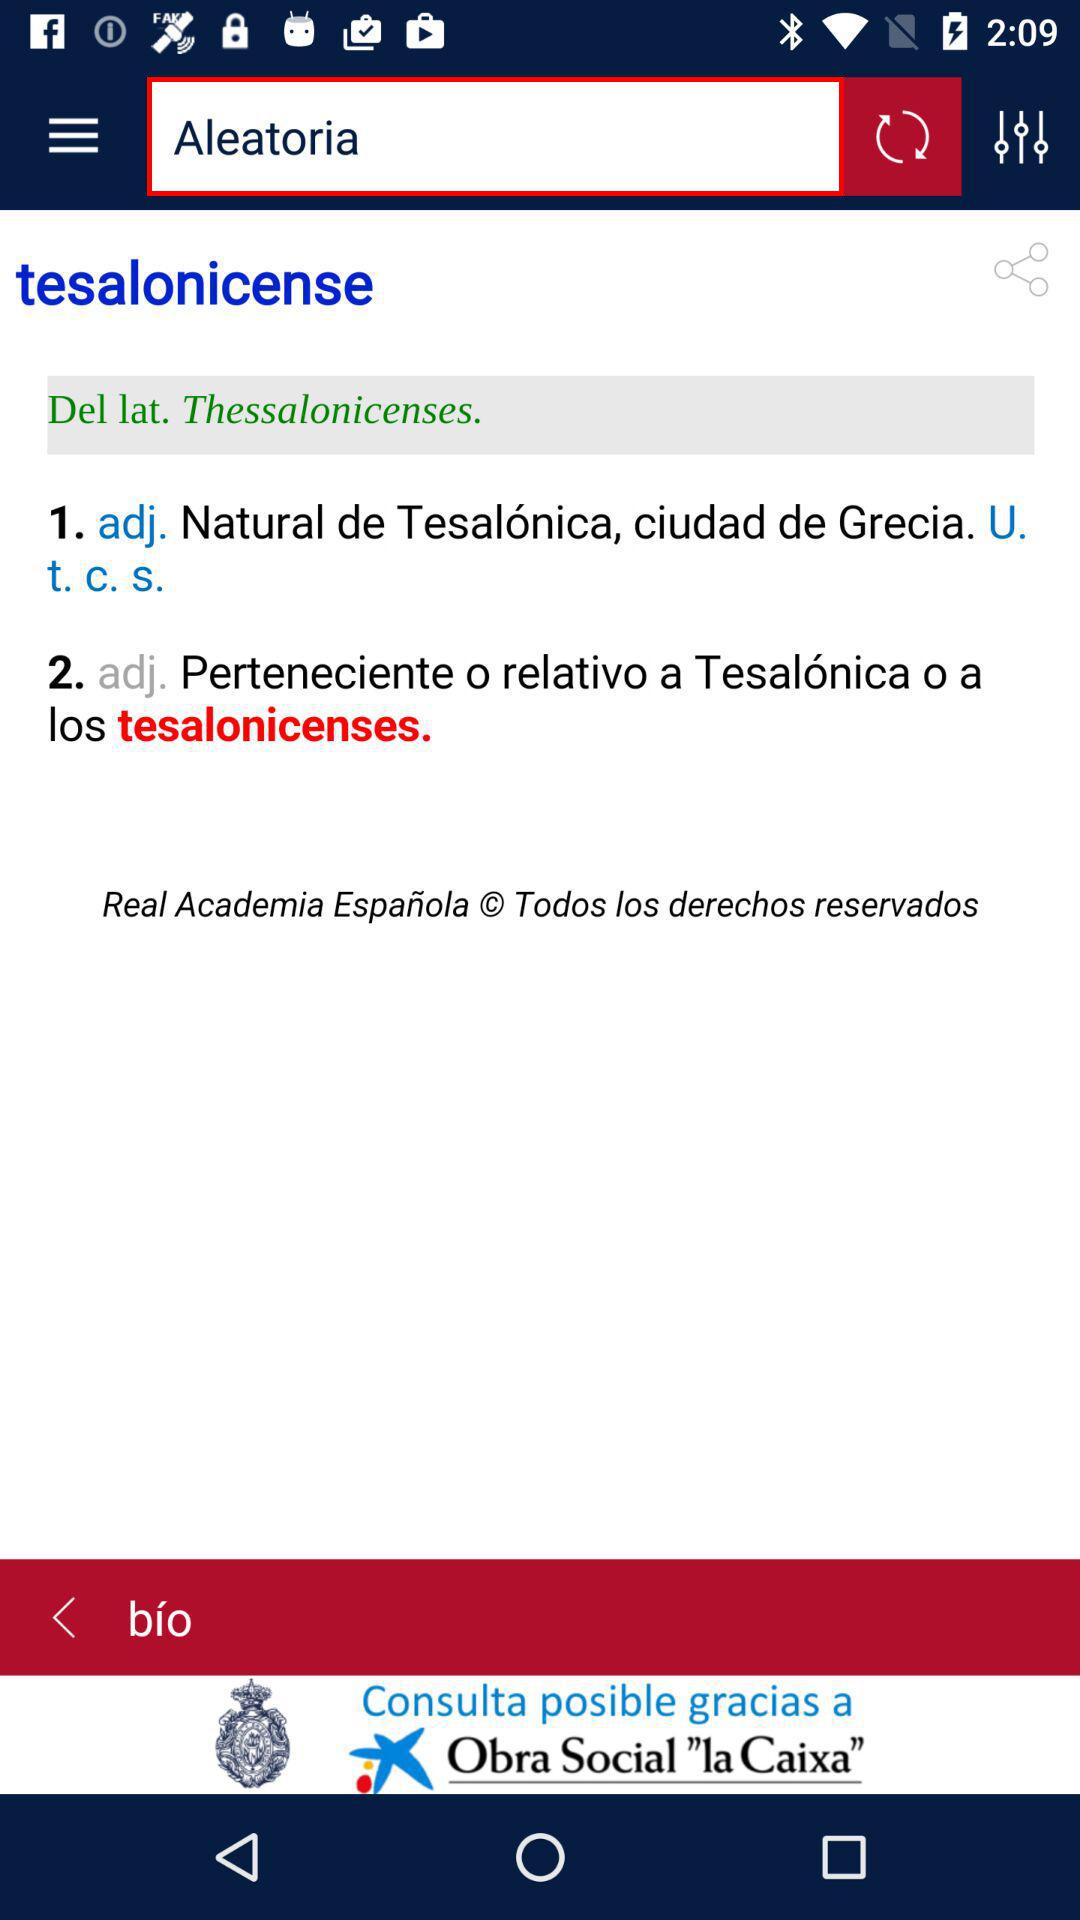 FAKE
2:09
Aleatoria
tesalonicense
Del lat. Thessalonicenses.
1. adj. Natural de Tesalónica, ciudad de Grecia. U.
t. c. s.
2. adj. Perteneciente o relativo a Tesalónica o a
los tesalonicenses.
Real Academia Española © Todos los derechos reservados
bío
Consulta posible gracias a
Obra Social "la Caixa"